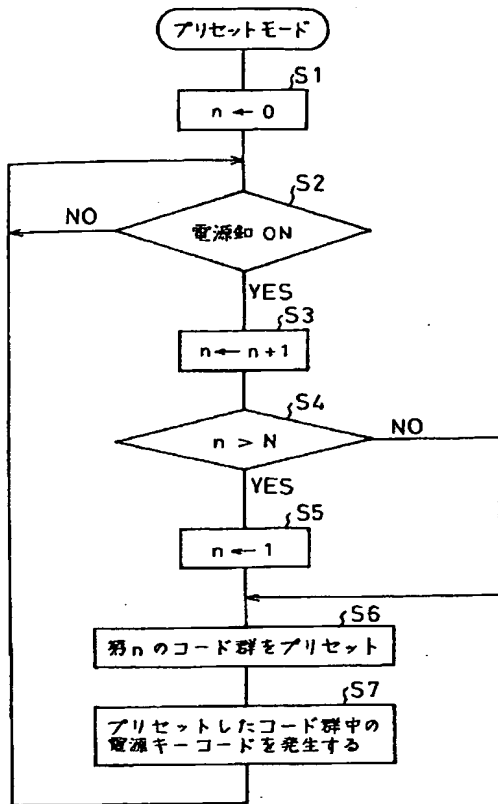 プリセットモード
S1
n ← 0
S2
NO
電源釦 ON
YES
S3
n ← n+1
S4
n > N
NO
YES
S5
n ← 1
S6
第nのコード群をプリセット
S7
プリセットしたコード群中の
電源キーコードを発生する